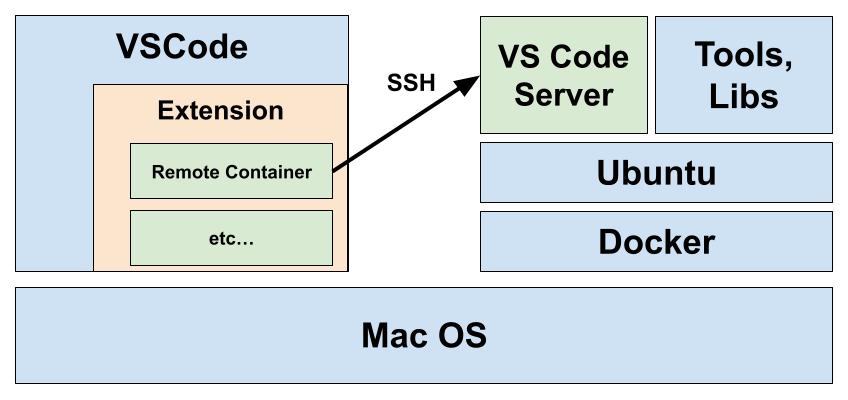 VSCode
Extension
Remote Container
etc…
SSH
VS Code
Server
Tools,
Libs
Ubuntu
Docker
Mac OS